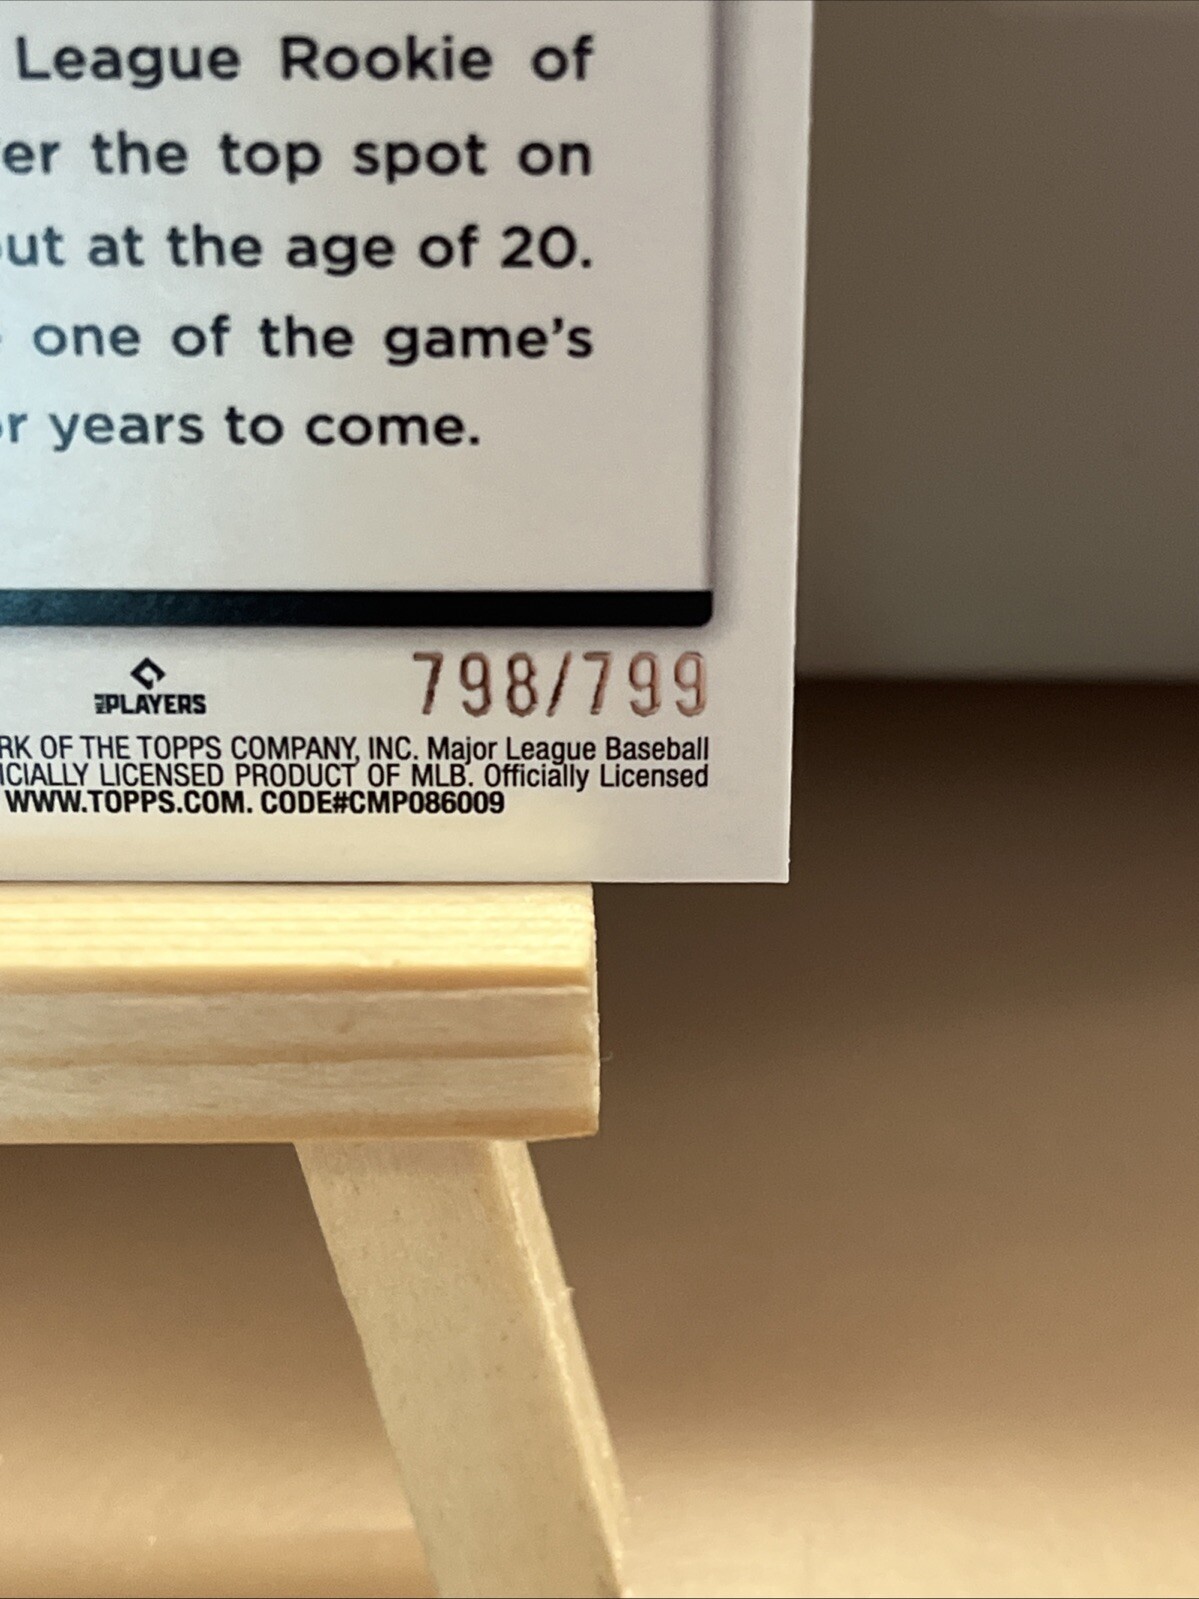 League Rookie of
er the top spot on
ut at the age of 20.
one of the game's
r years to come.
PLAYERS
798/799
RK OF THE TOPPS COMPANY, INC. Major League Baseball
ICIALLY LICENSED PRODUCT OF MLB. Officially Licensed
WWW.TOPPS.COM. CODE#CMP086009